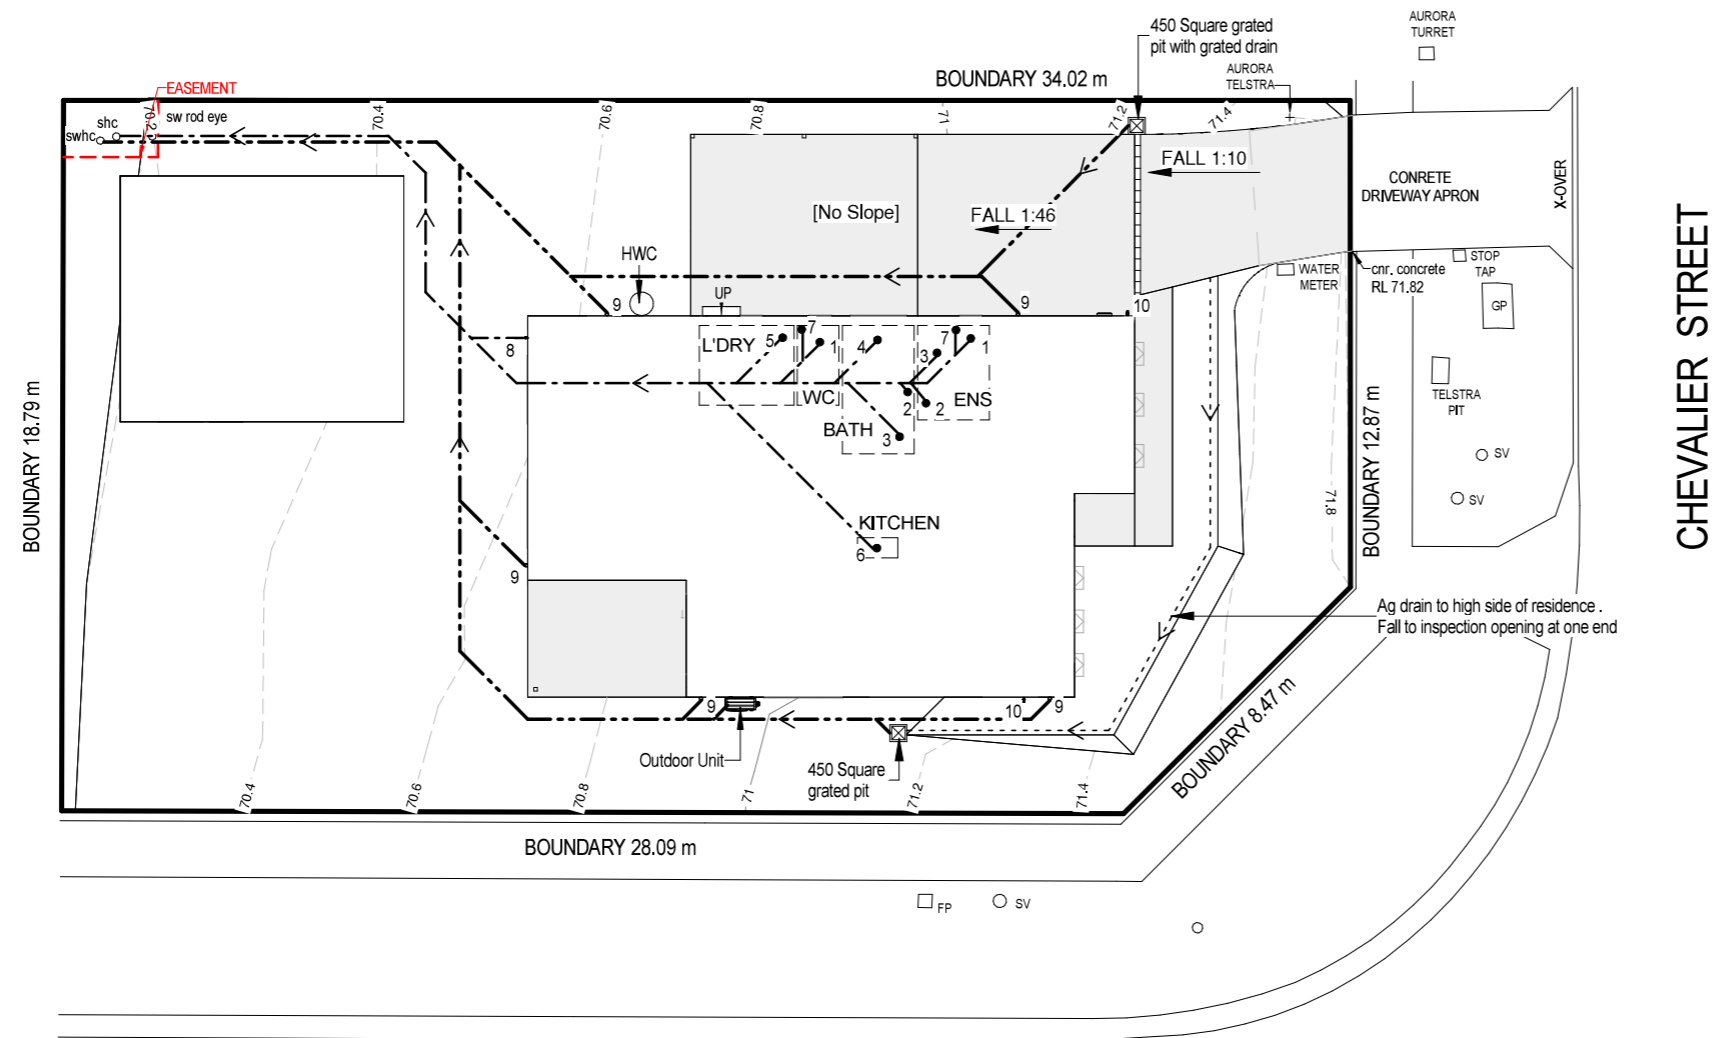 AURORA
TURRET
450 Square grated
pit with grated drain
BOUNDARY 34.02 m
AURORA
TELSTRA
EASEMENT
sw rod eye
shc
swhc
70.2
70.4
70.6
70.8
71
71.2
71.4
FALL 1:10
CONRETE
DRIVEWAY APRON
X-OVER
[No Slope]
FALL 1:46
HWC
UP
WATER
METER
cnr. concrete
RL 71.82
STOP
TAP
GP
CHEVALIER STREET
9
9
10
8
L'DRY
5
7
1
4
3
7
1
WC
2
2
ENS
BATH
3
TELSTRA
PIT
SV
SV
BOUNDARY 18.79 m
BOUNDARY 12.87 m
71.8
KITCHEN
6
9
Ag drain to high side of residence .
Fall to inspection opening at one end
9
10
9
Outdoor Unit
450 Square
grated pit
BOUNDARY 8.47 m
70.4
70.6
70.8
71
71.2
71.4
BOUNDARY 28.09 m
FP
SV